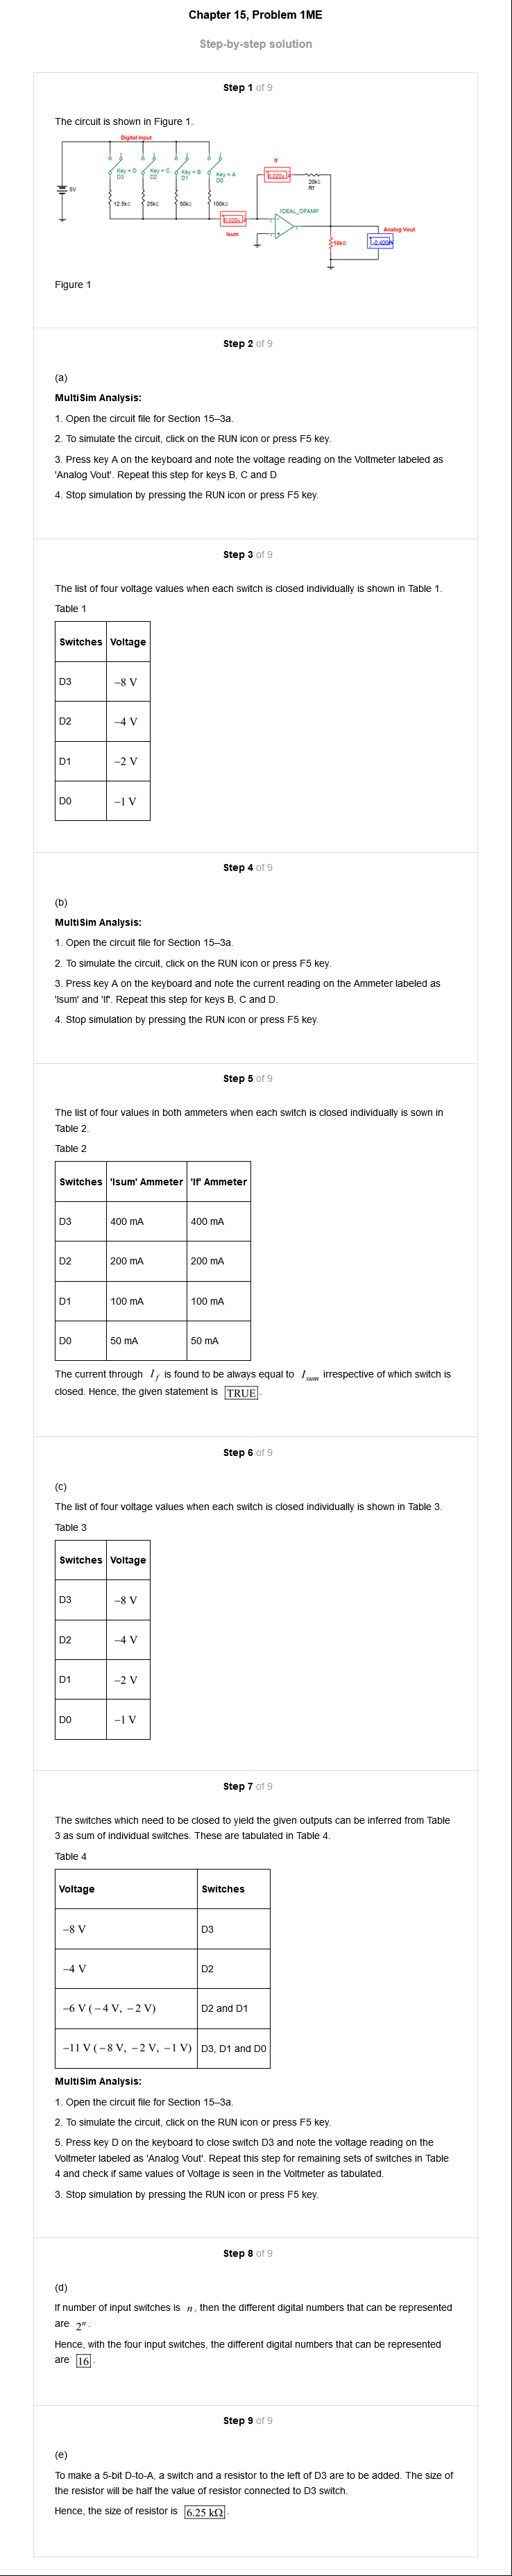 Chapter 15, Problem 1ME
Step-by-step solution
Step 1 of 9
The circuit is shown in Figure 1.
Digital Input
Key = D
D3
Key = C
D2
Key = B
D1
Key = A
D0
5V
12.5kΩ
25kΩ
50kΩ
100kΩ
Isum
If
20kΩ
Rf
IDEAL_OPAMP
10kΩ
Analog Vout
Figure 1
Step 2 of 9
(a)
MultiSim Analysis:
1. Open the circuit file for Section 15–3a.
2. To simulate the circuit, click on the RUN icon or press F5 key.
3. Press key A on the keyboard and note the voltage reading on the Voltmeter labeled as
'Analog Vout'. Repeat this step for keys B, C and D
4. Stop simulation by pressing the RUN icon or press F5 key.
Step 3 of 9
The list of four voltage values when each switch is closed individually is shown in Table 1.
Table 1
Switches Voltage
D3 −8 V
D2 −4 V
D1 −2 V
D0 −1 V
Step 4 of 9
(b)
MultiSim Analysis:
1. Open the circuit file for Section 15–3a.
2. To simulate the circuit, click on the RUN icon or press F5 key.
3. Press key A on the keyboard and note the current reading on the Ammeter labeled as
'Isum' and 'If'. Repeat this step for keys B, C and D.
4. Stop simulation by pressing the RUN icon or press F5 key.
Step 5 of 9
The list of four values in both ammeters when each switch is closed individually is sown in
Table 2.
Table 2
Switches 'Isum' Ammeter 'If' Ammeter
D3 400 mA 400 mA
D2 200 mA 200 mA
D1 100 mA 100 mA
D0 50 mA 50 mA
The current through I_f is found to be always equal to I_sum irrespective of which switch is
closed. Hence, the given statement is TRUE.
Step 6 of 9
(c)
The list of four voltage values when each switch is closed individually is shown in Table 3.
Table 3
Switches Voltage
D3 −8 V
D2 −4 V
D1 −2 V
D0 −1 V
Step 7 of 9
The switches which need to be closed to yield the given outputs can be inferred from Table
3 as sum of individual switches. These are tabulated in Table 4.
Table 4
Voltage Switches
−8 V D3
−4 V D2
−6 V (−4 V, −2 V) D2 and D1
−11 V (−8 V, −2 V, −1 V) D3, D1 and D0
MultiSim Analysis:
1. Open the circuit file for Section 15–3a.
2. To simulate the circuit, click on the RUN icon or press F5 key.
5. Press key D on the keyboard to close switch D3 and note the voltage reading on the
Voltmeter labeled as 'Analog Vout'. Repeat this step for remaining sets of switches in Table
4 and check if same values of Voltage is seen in the Voltmeter as tabulated.
3. Stop simulation by pressing the RUN icon or press F5 key.
Step 8 of 9
(d)
If number of input switches is n, then the different digital numbers that can be represented
are 2ⁿ.
Hence, with the four input switches, the different digital numbers that can be represented
are 16.
Step 9 of 9
(e)
To make a 5-bit D-to-A, a switch and a resistor to the left of D3 are to be added. The size of
the resistor will be half the value of resistor connected to D3 switch.
Hence, the size of resistor is 6.25 kΩ.